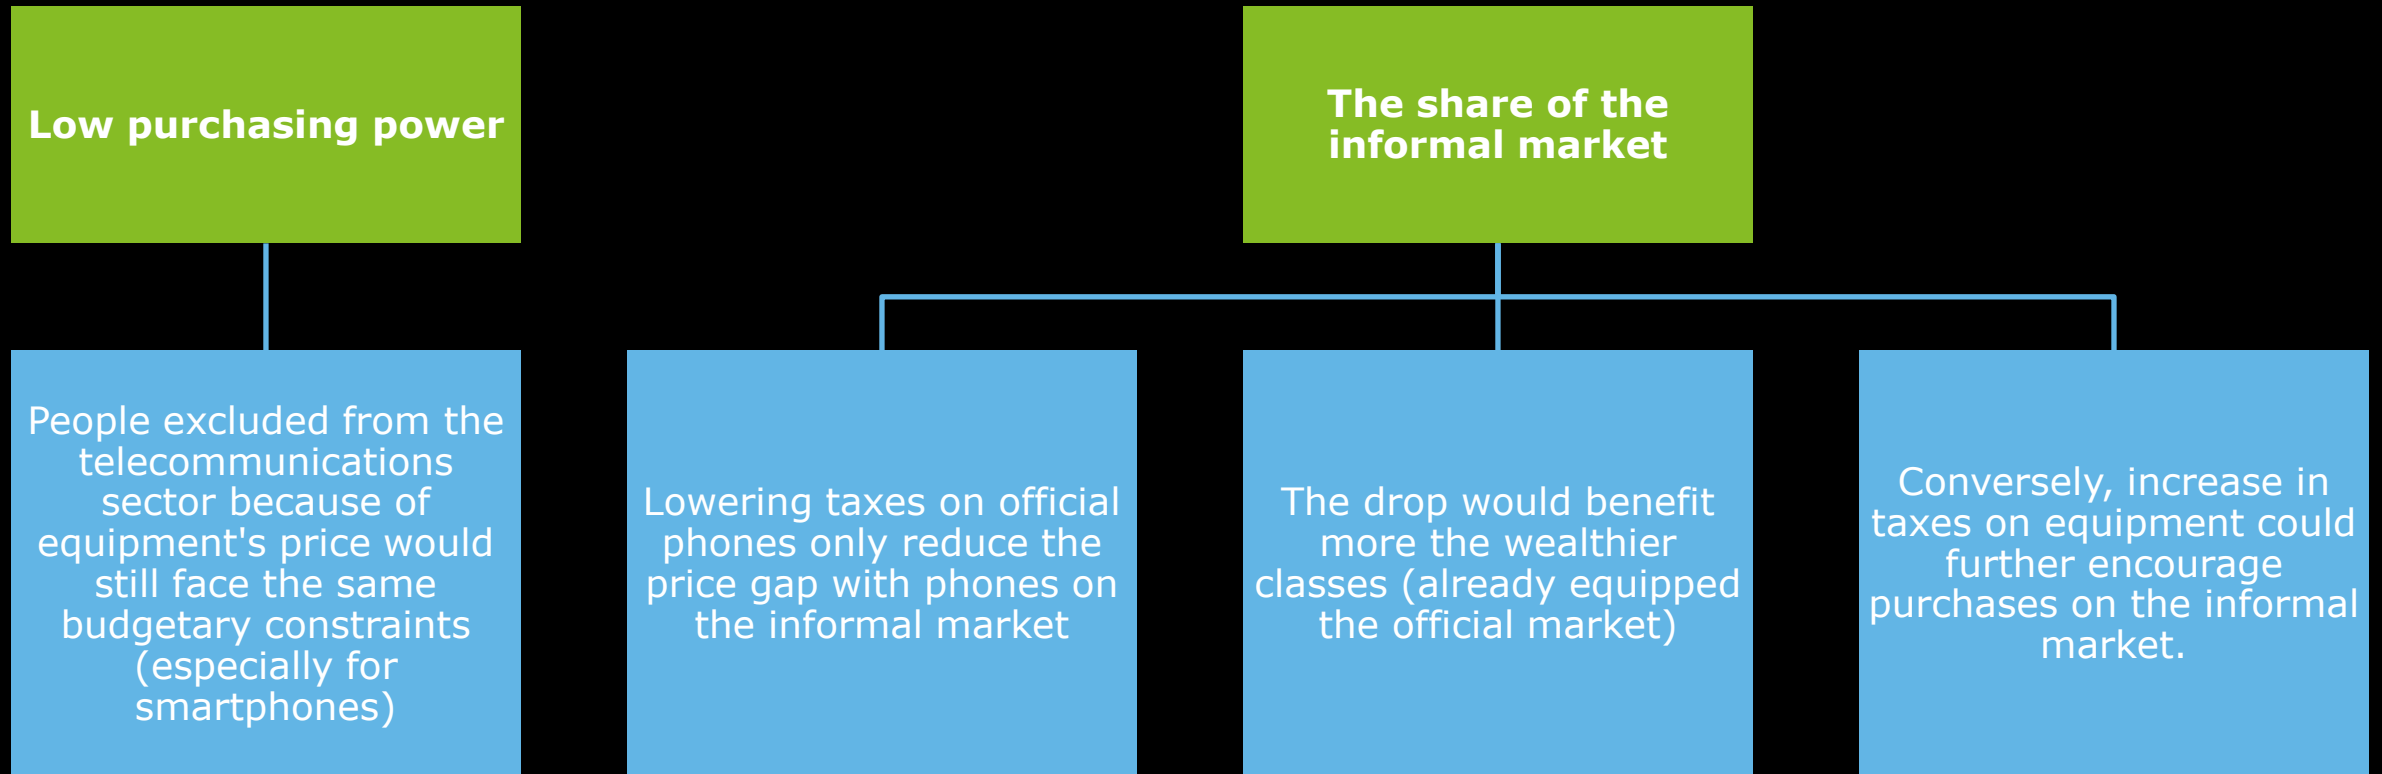 Low purchasing power
The share of the
informal market
People excluded from the
telecommunications
sector because of
equipment's price would
still face the same
budgetary constraints
(especially for
smartphones)
Lowering taxes on official
phones only reduce the
price gap with phones on
the informal market
The drop would benefit
more the wealthier
classes (already equipped
the official market)
Conversely, increase in
taxes on equipment could
further encourage
purchases on the informal
market.